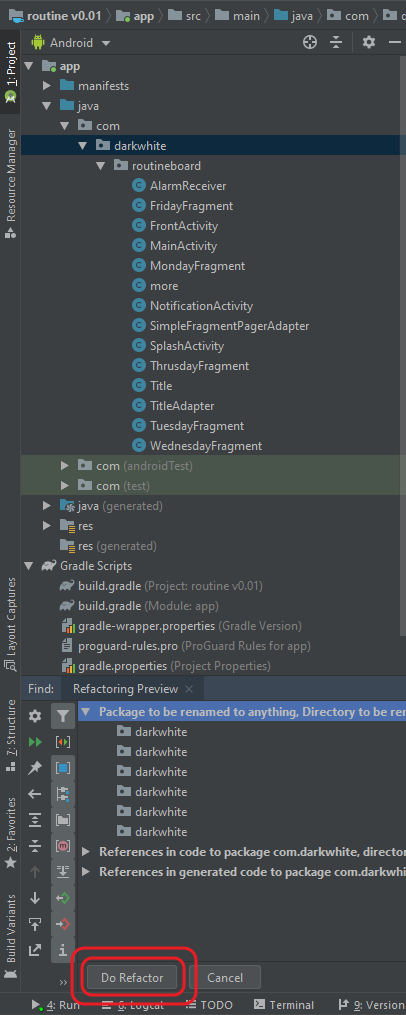 routine v0.01 app src main java com d
1: Project
Android
app
manifests
java
com
darkwhite
routineboard
AlarmReceiver
FridayFragment
FrontActivity
MainActivity
MondayFragment
more
NotificationActivity
SimpleFragmentPagerAdapter
SplashActivity
ThrusdayFragment
Title
TitleAdapter
TuesdayFragment
WednesdayFragment
com (androidTest)
com (test)
java (generated)
res
res (generated)
Gradle Scripts
build.gradle (Project: routine v0.01)
build.gradle (Module: app)
gradle-wrapper.properties (Gradle Version)
proguard-rules.pro (ProGuard Rules for app)
gradle.properties (Project Properties)
Resource Manager
Layout Captures
7: Structure
2: Favorites
Build Variants
Find: Refactoring Preview
Package to be renamed to anything, Directory to be ren
darkwhite
darkwhite
darkwhite
darkwhite
darkwhite
darkwhite
References in code to package com.darkwhite, director
References in generated code to package com.darkwhi
Do Refactor Cancel
4: Run 6: Logcat TODO Terminal 9: Version